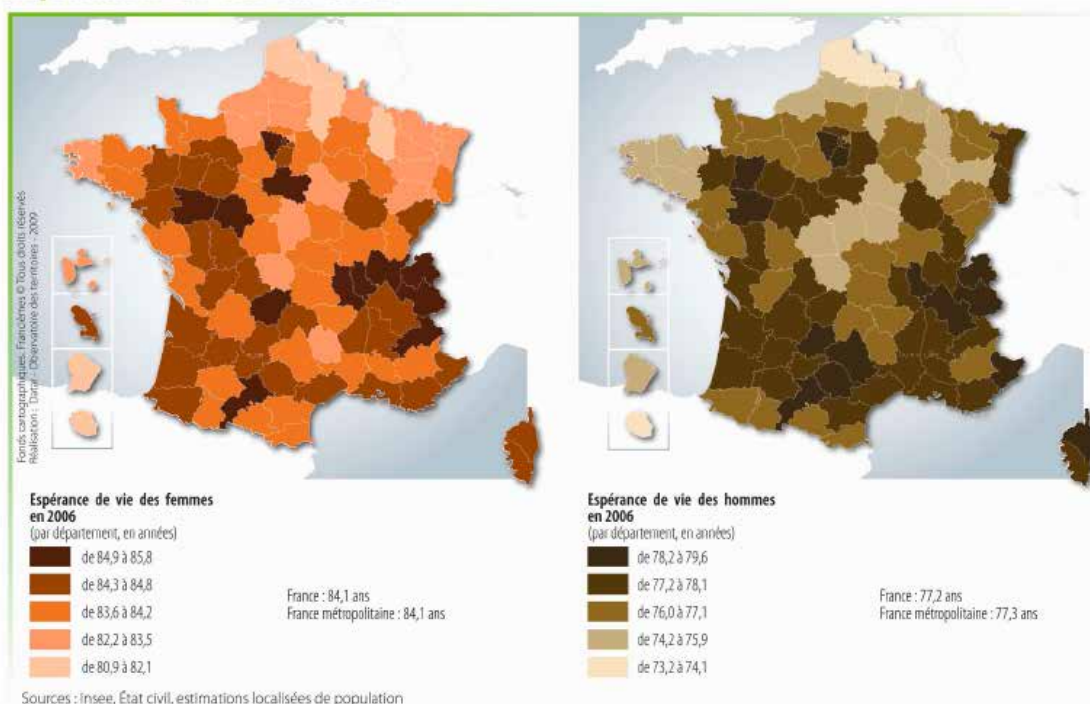 Fonds cartographiques, Francièmes © Tous droits réservés
Réalisation : Datar - Observatoire des territoires - 2009
Espérance de vie des femmes
en 2006
(par département, en années)
de 84,9 à 85,8
de 84,3 à 84,8
de 83,6 à 84,2
de 82,2 à 83,5
de 80,9 à 82,1
France : 84,1 ans
France métropolitaine : 84,1 ans
Espérance de vie des hommes
en 2006
(par département, en années)
de 78,2 à 79,6
de 77,2 à 78,1
de 76,0 à 77,1
de 74,2 à 75,9
de 73,2 à 74,1
France : 77,2 ans
France métropolitaine : 77,3 ans
Sources : Insee, État civil, estimations localisées de population